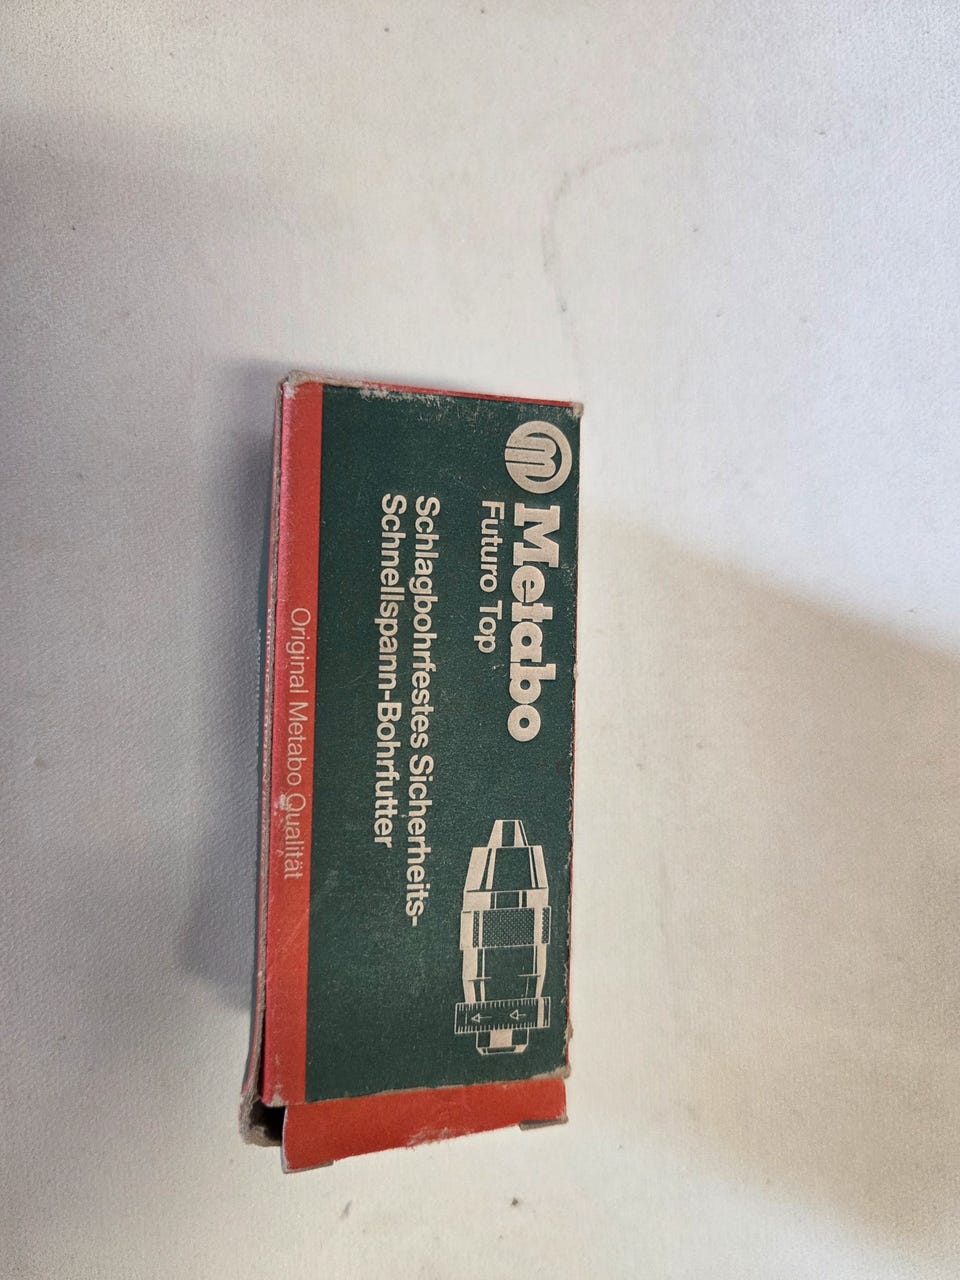 Metabo
Futuro Top
Schlagbohrfestes Sicherheits-
Schnellspann-Bohrfutter
Original Metabo Qualität